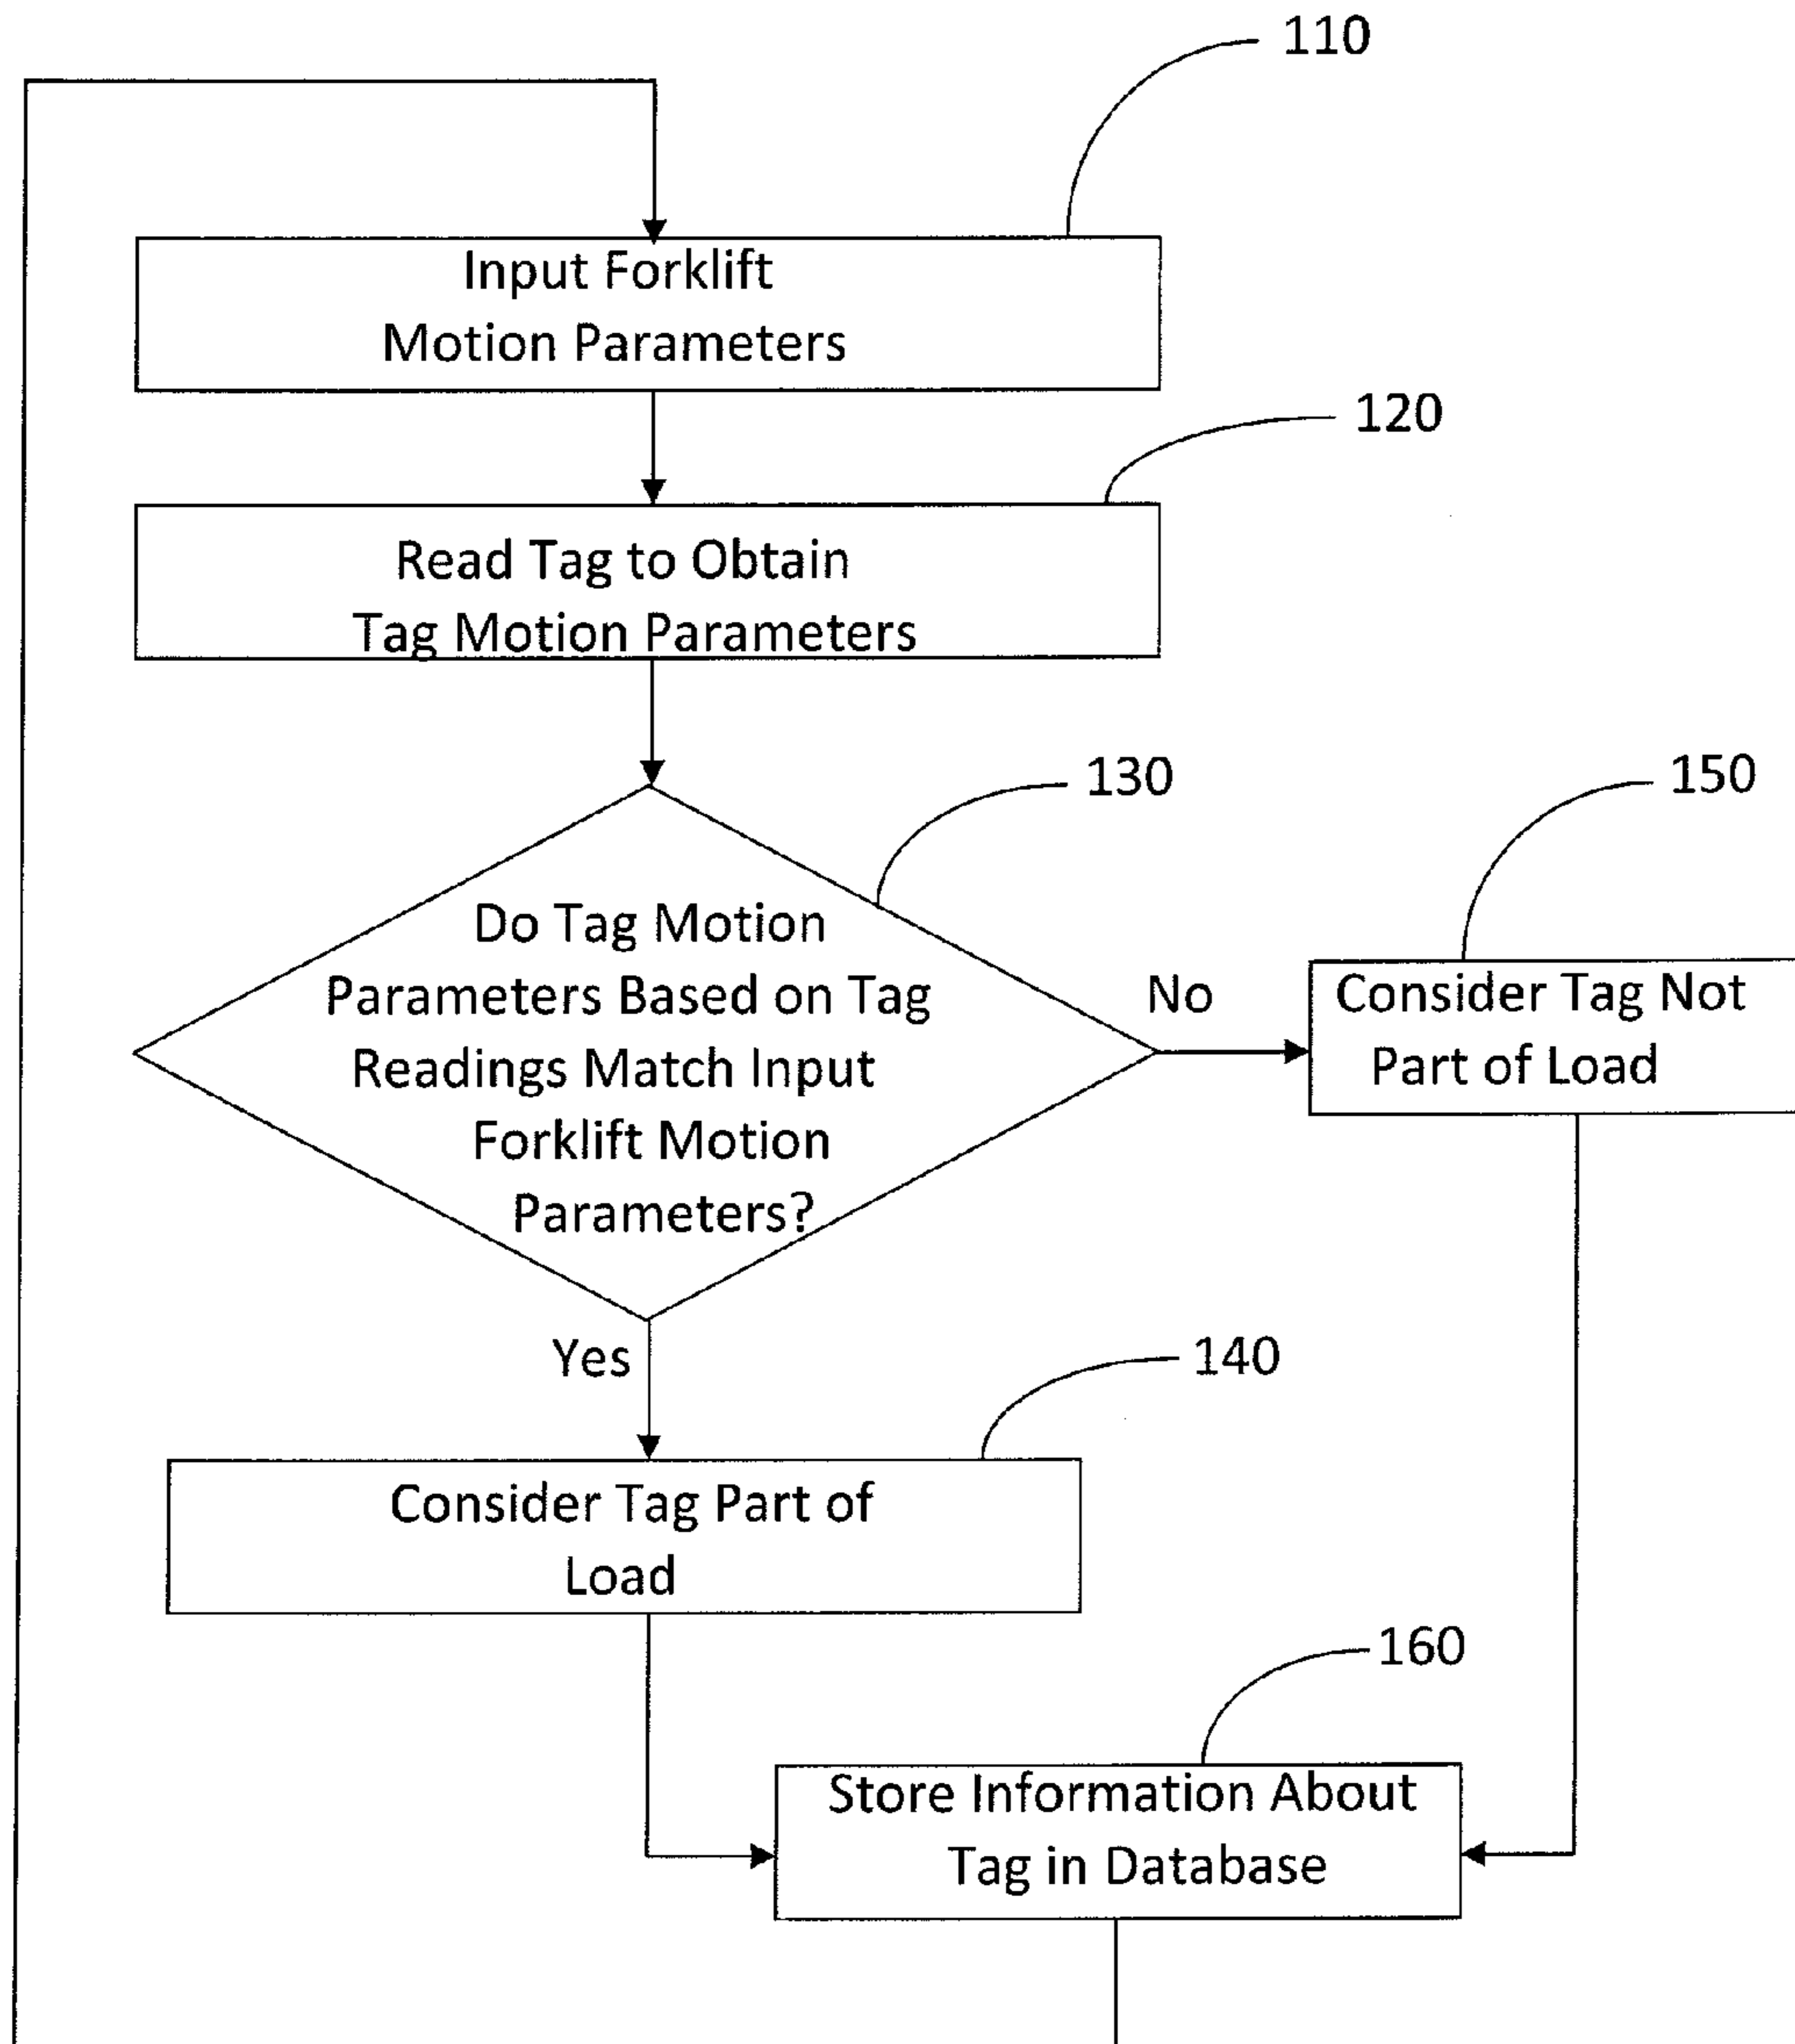 110
Input Forklift
Motion Parameters
120
Read Tag to Obtain
Tag Motion Parameters
130
150
Do Tag Motion
Parameters Based on Tag
Readings Match Input
Forklift Motion
Parameters?
No
Consider Tag Not
Part of Load
Yes
140
Consider Tag Part of
Load
160
Store Information About
Tag in Database